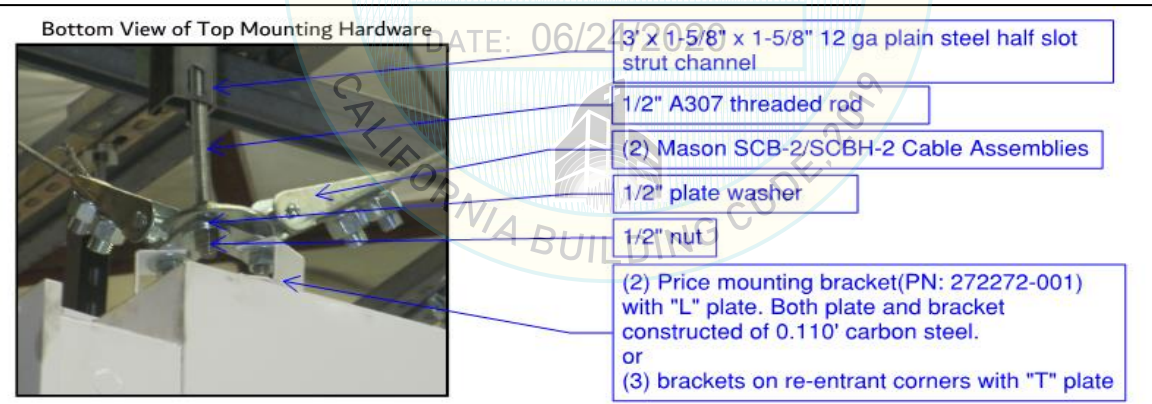 Bottom View of Top Mounting Hardware
DATE: 06/24/2020
3' x 1-5/8" x 1-5/8" 12 ga plain steel half slot
strut channel
1/2" A307 threaded rod
(2) Mason SCB-2/SCBH-2 Cable Assemblies
1/2" plate washer
1/2" nut
(2) Price mounting bracket(PN: 272272-001)
with "L" plate. Both plate and bracket
constructed of 0.110' carbon steel.
or
(3) brackets on re-entrant corners with "T" plate
CALIFORNIA BUILDING CODE, 2019